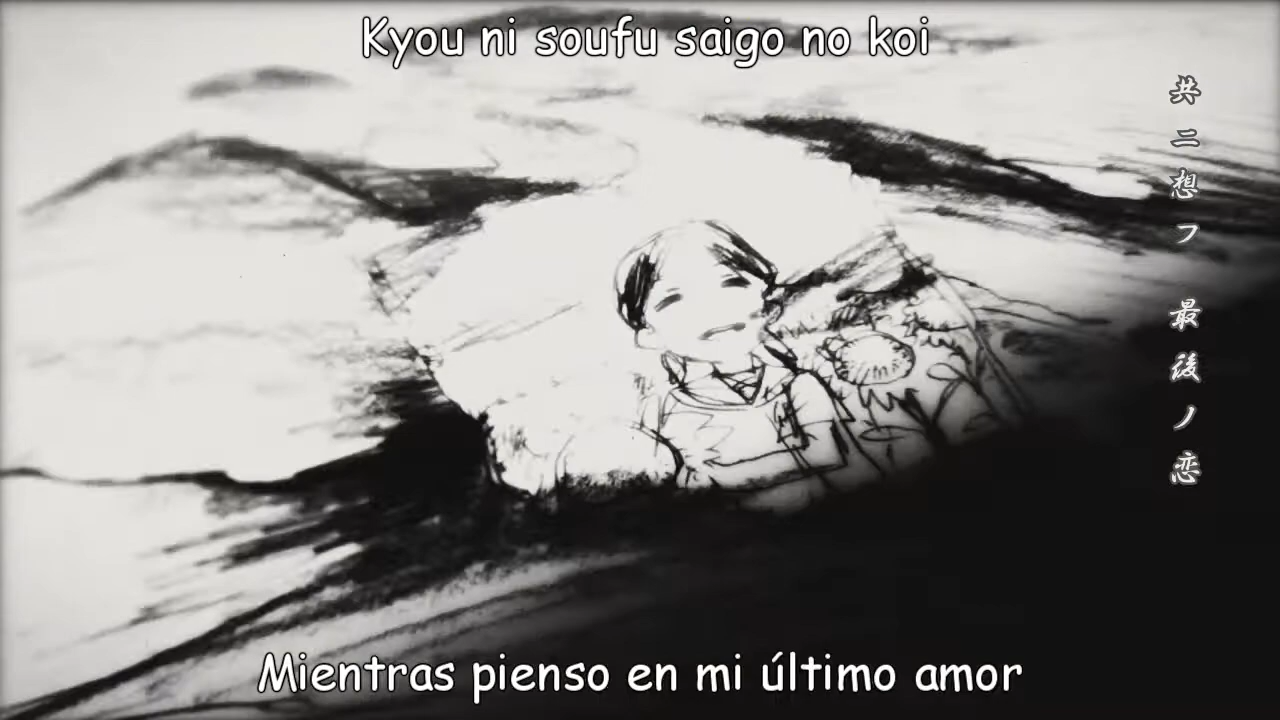 Kyou ni soufu saigo no koi
共ニ想フ 最後ノ恋
Mientras pienso en mi último amor